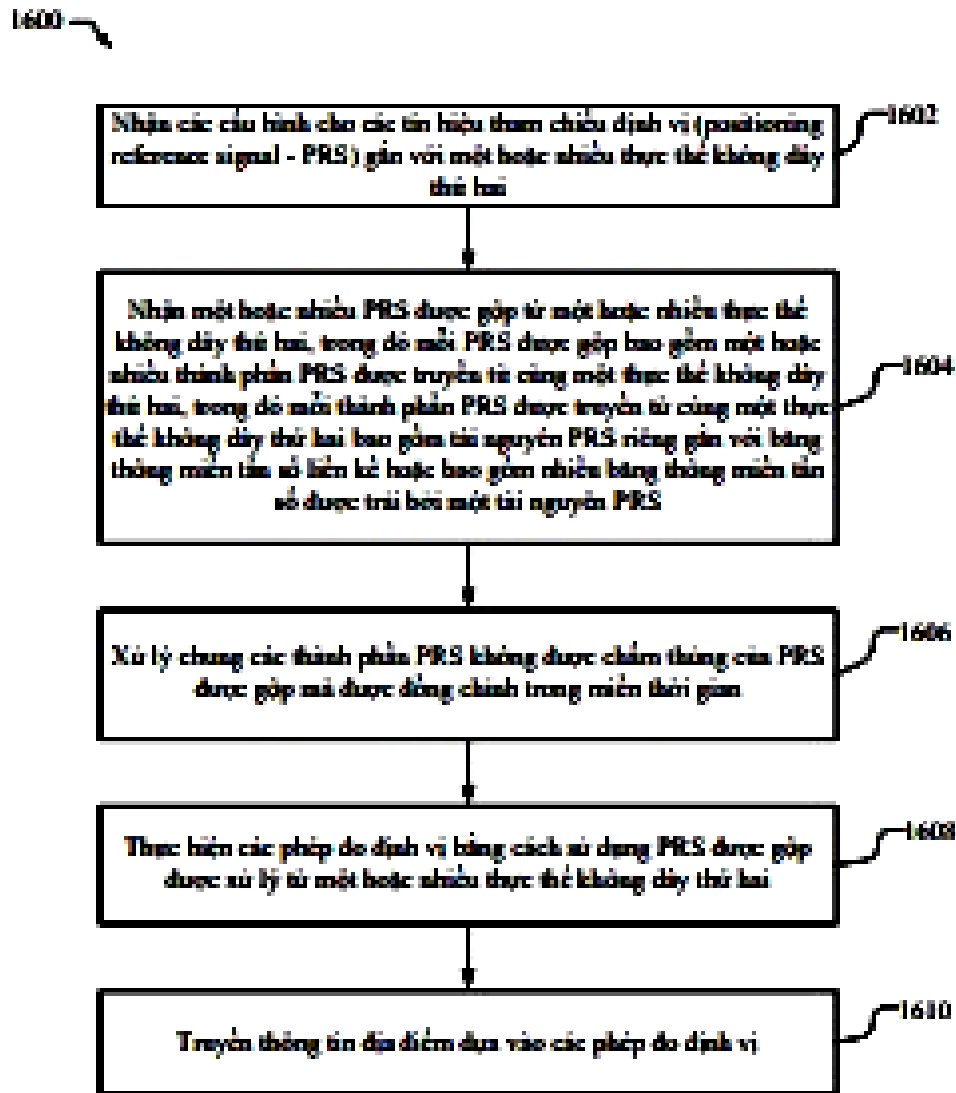 1600
Nhận các cấu hình cho các tín hiệu tham chiếu định vị (positioning
reference signal - PRS) gắn với một hoặc nhiều thực thể không dây
thứ hai
1602
Nhận một hoặc nhiều PRS được gộp từ một hoặc nhiều thực thể
không dây thứ hai, trong đó mỗi PRS được gộp bao gồm một hoặc
nhiều thành phần PRS được truyền từ cùng một thực thể không dây
thứ hai, trong đó mỗi thành phần PRS được truyền từ cùng một thực
thể không dây thứ hai bao gồm tài nguyên PRS riêng gắn với băng
thông miền tần số liền kề hoặc bao gồm nhiều băng thông miền tần
số được trải bởi một tài nguyên PRS
1604
Xử lý chung các thành phần PRS không được chấm thủng của PRS
được gộp mà được đồng chỉnh trong miền thời gian
1606
Thực hiện các phép đo định vị bằng cách sử dụng PRS được gộp
được xử lý từ một hoặc nhiều thực thể không dây thứ hai
1608
Truyền thông tin địa điểm dựa vào các phép đo định vị
1610